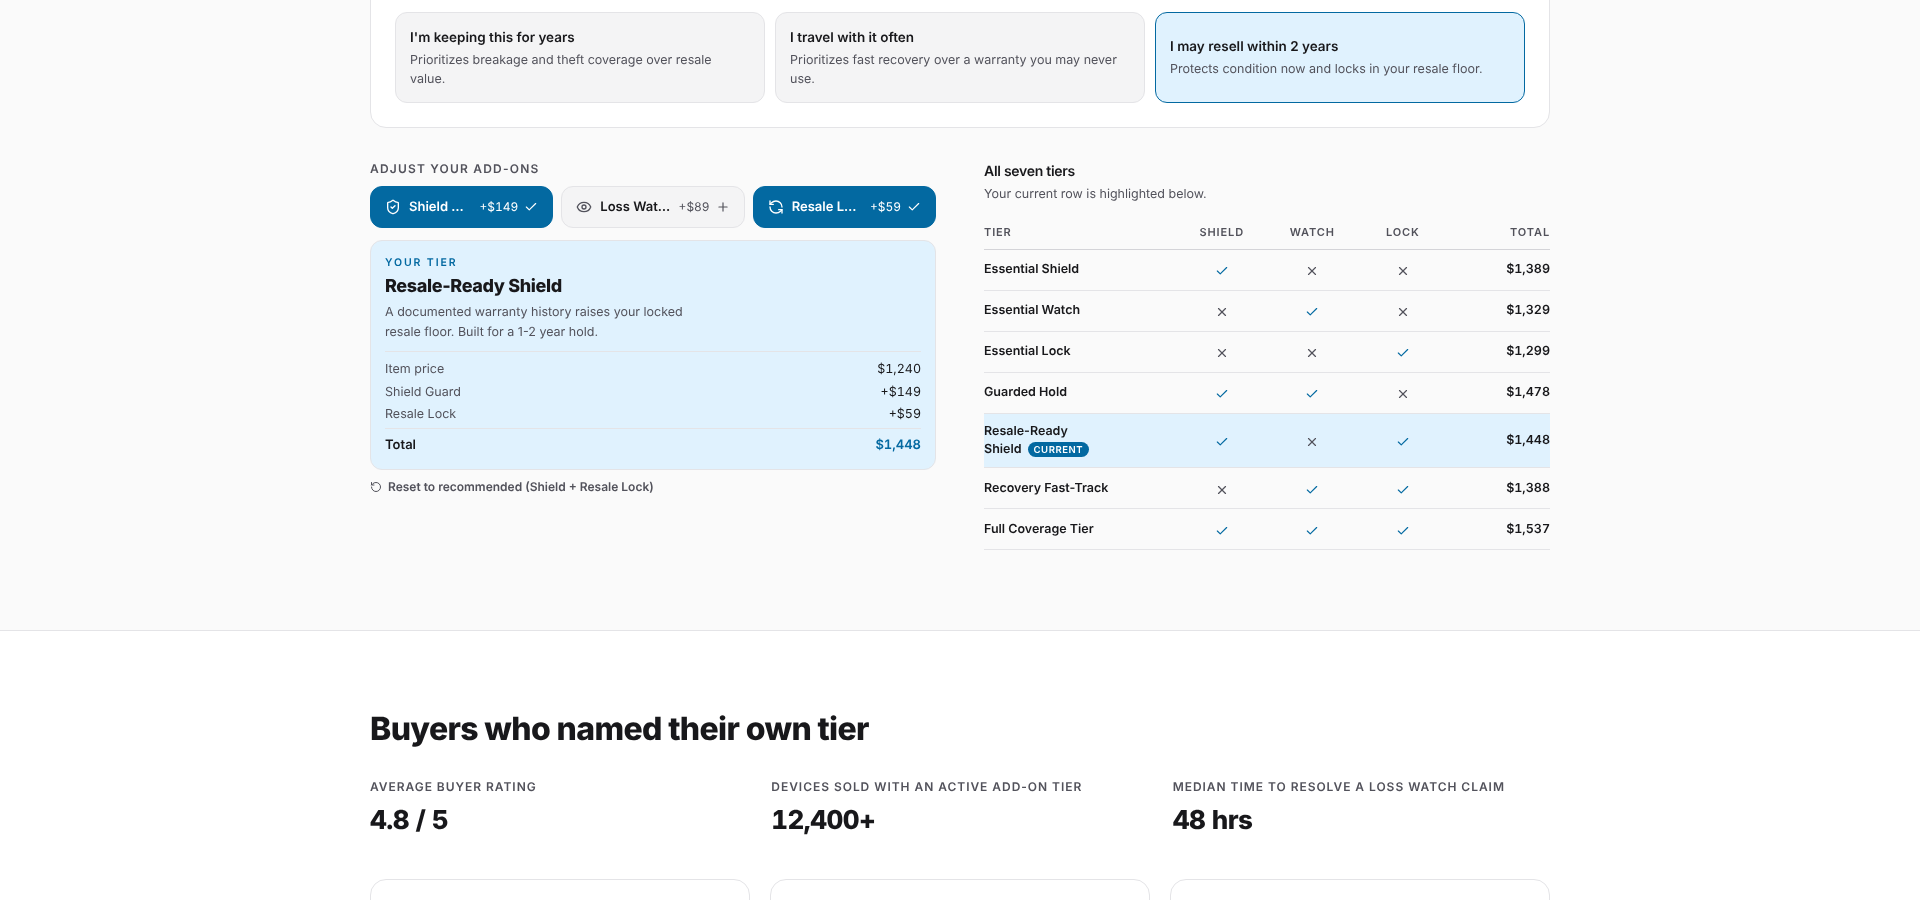 I'm keeping this for years
Prioritizes breakage and theft coverage over resale
value.
I travel with it often
Prioritizes fast recovery over a warranty you may never
use.
I may resell within 2 years
Protects condition now and locks in your resale floor.
ADJUST YOUR ADD-ONS
Shield ... +$149
Loss Wat... +$89
Resale L... +$59
YOUR TIER
Resale-Ready Shield
A documented warranty history raises your locked
resale floor. Built for a 1-2 year hold.
Item price $1,240
Shield Guard +$149
Resale Lock +$59
Total $1,448
Reset to recommended (Shield + Resale Lock)
All seven tiers
Your current row is highlighted below.
TIER SHIELD WATCH LOCK TOTAL
Essential Shield $1,389
Essential Watch $1,329
Essential Lock $1,299
Guarded Hold $1,478
Resale-Ready
Shield CURRENT $1,448
Recovery Fast-Track $1,388
Full Coverage Tier $1,537
Buyers who named their own tier
AVERAGE BUYER RATING
4.8 / 5
DEVICES SOLD WITH AN ACTIVE ADD-ON TIER
12,400+
MEDIAN TIME TO RESOLVE A LOSS WATCH CLAIM
48 hrs